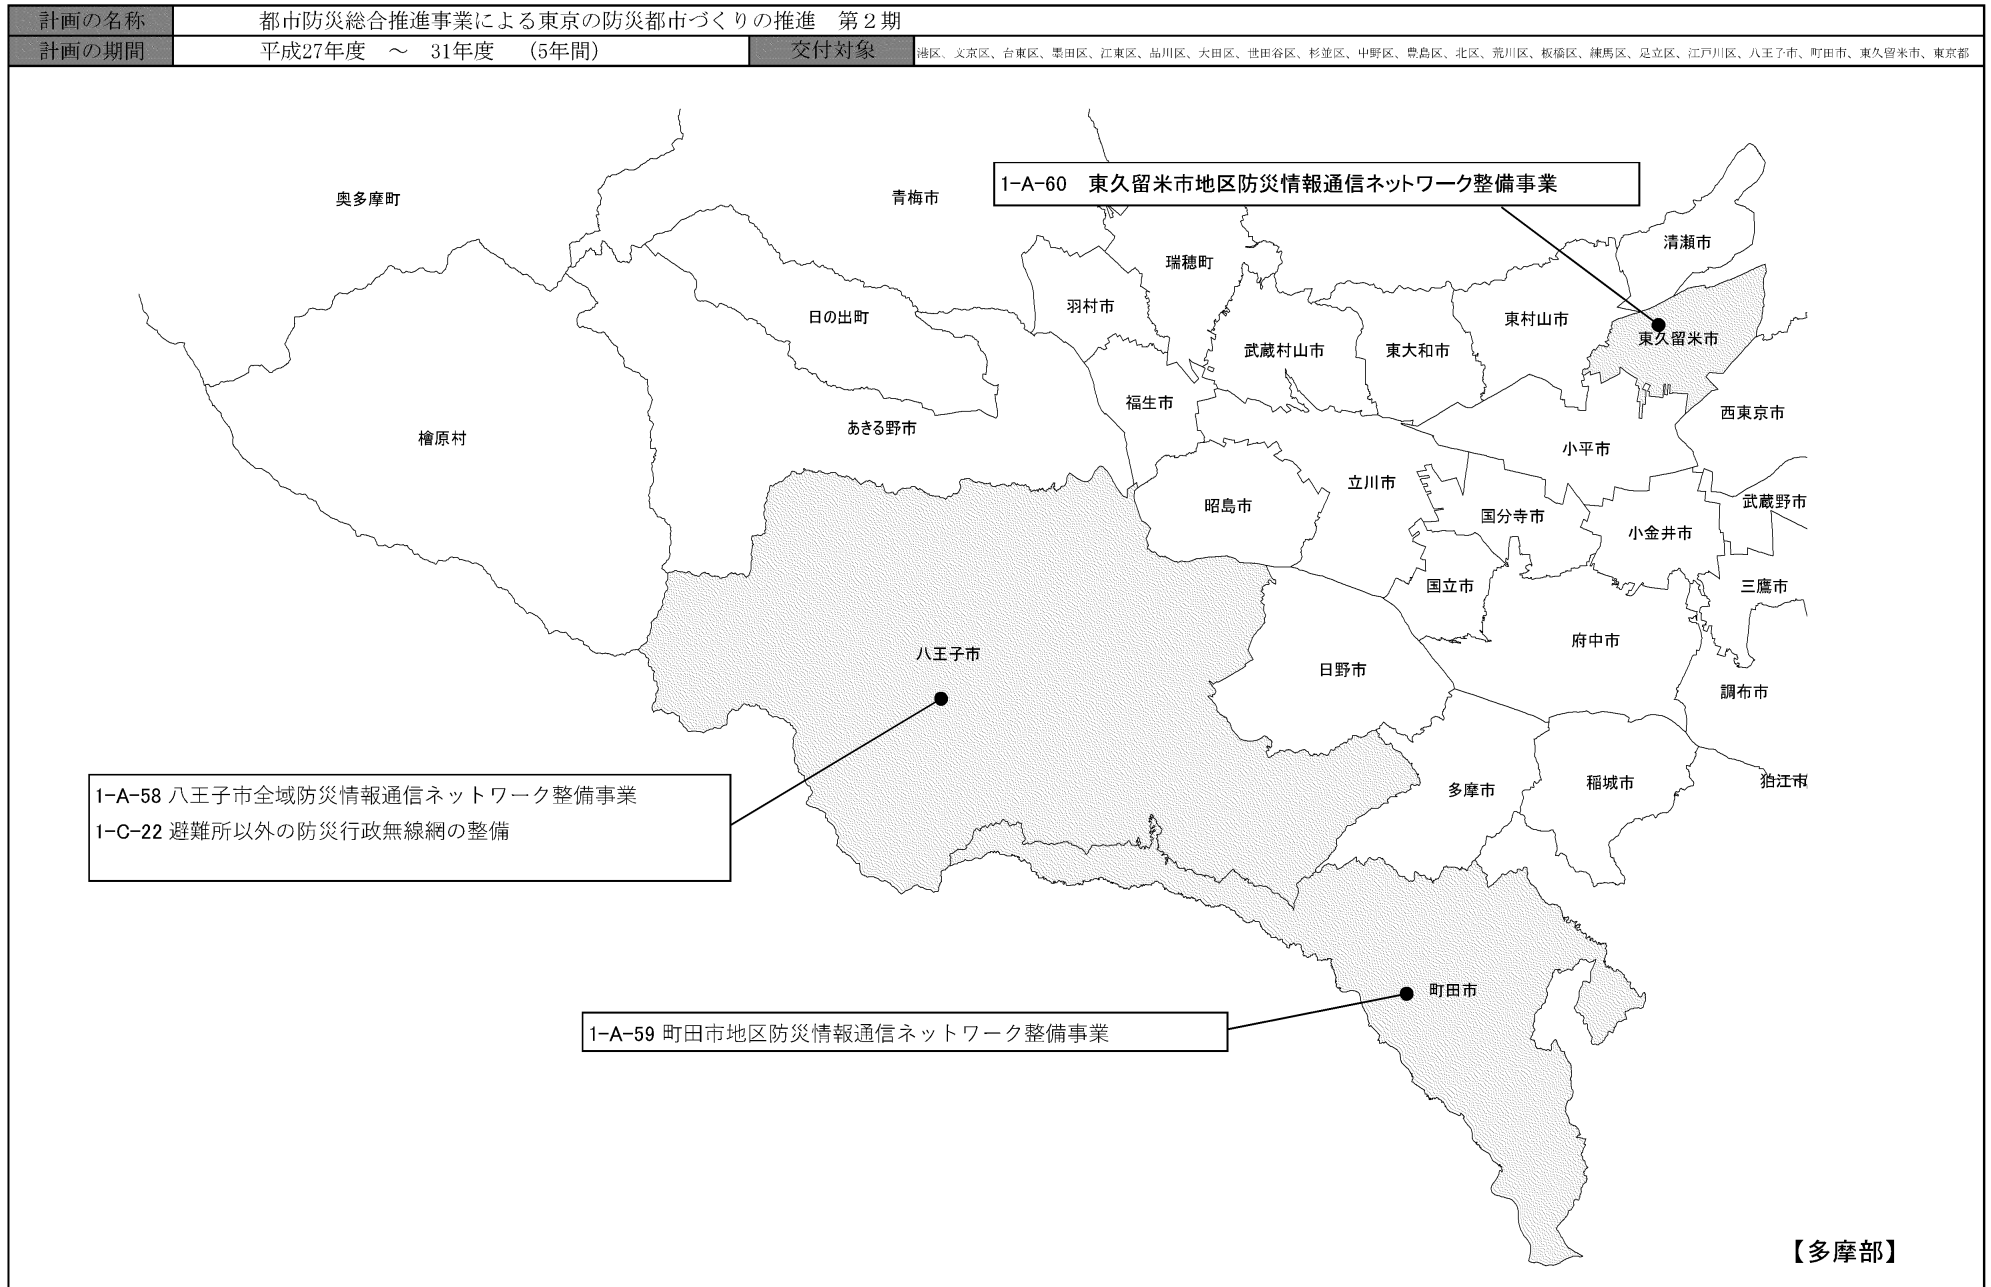 計画の名称　都市防災総合推進事業による東京の防災都市づくりの推進　第２期
計画の期間　平成27年度　～　31年度　（5年間）　交付対象　港区、文京区、台東区、墨田区、江東区、品川区、大田区、世田谷区、杉並区、中野区、豊島区、北区、荒川区、板橋区、練馬区、足立区、江戸川区、八王子市、町田市、東久留米市、東京都
1-A-60　東久留米市地区防災情報通信ネットワーク整備事業
奥多摩町
青梅市
清瀬市
瑞穂町
羽村市
日の出町
東村山市
東久留米市
武蔵村山市
東大和市
福生市
西東京市
あきる野市
檜原村
小平市
立川市
武蔵野市
昭島市
国分寺市
小金井市
国立市
三鷹市
府中市
八王子市
日野市
調布市
1-A-58 八王子市全域防災情報通信ネットワーク整備事業
1-C-22 避難所以外の防災行政無線網の整備
多摩市
稲城市
狛江市
町田市
1-A-59 町田市地区防災情報通信ネットワーク整備事業
【多摩部】